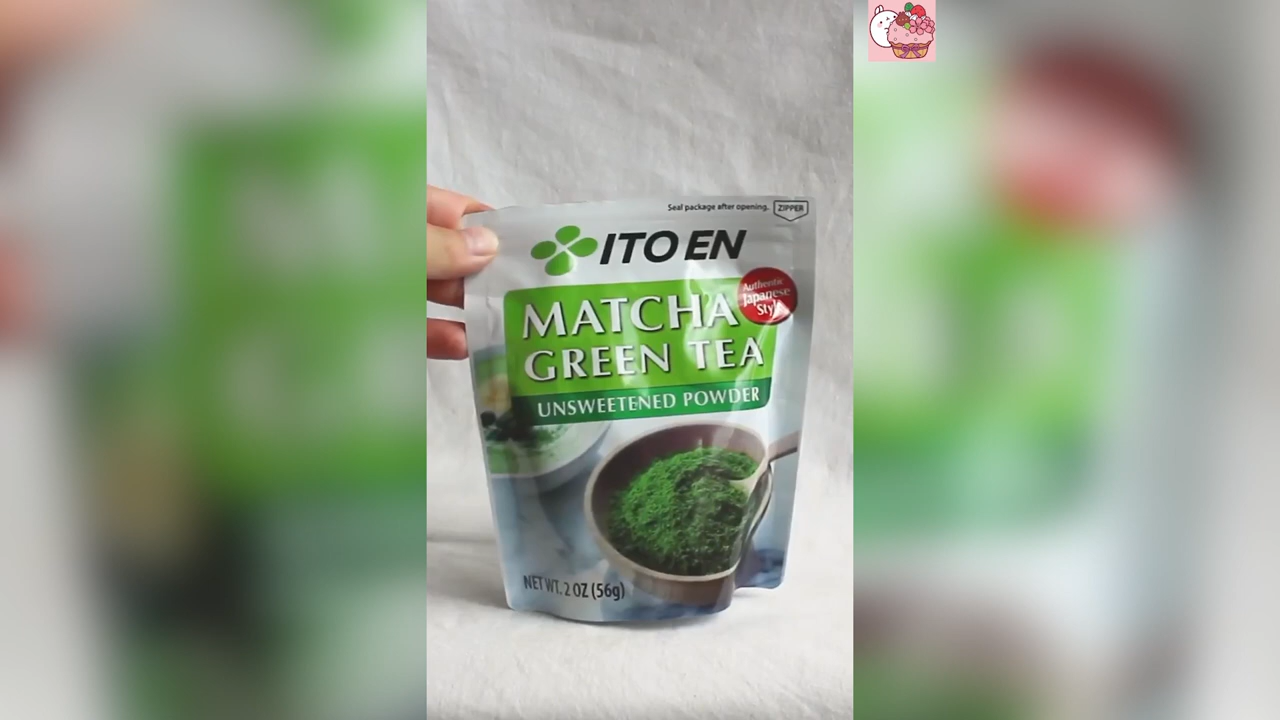 Seal package after opening.
ZIPPER
ITO EN
Authentic
Japanese
Style
MATCHA
GREEN TEA
UNSWEETENED POWDER
NET WT. 2 OZ (56g)